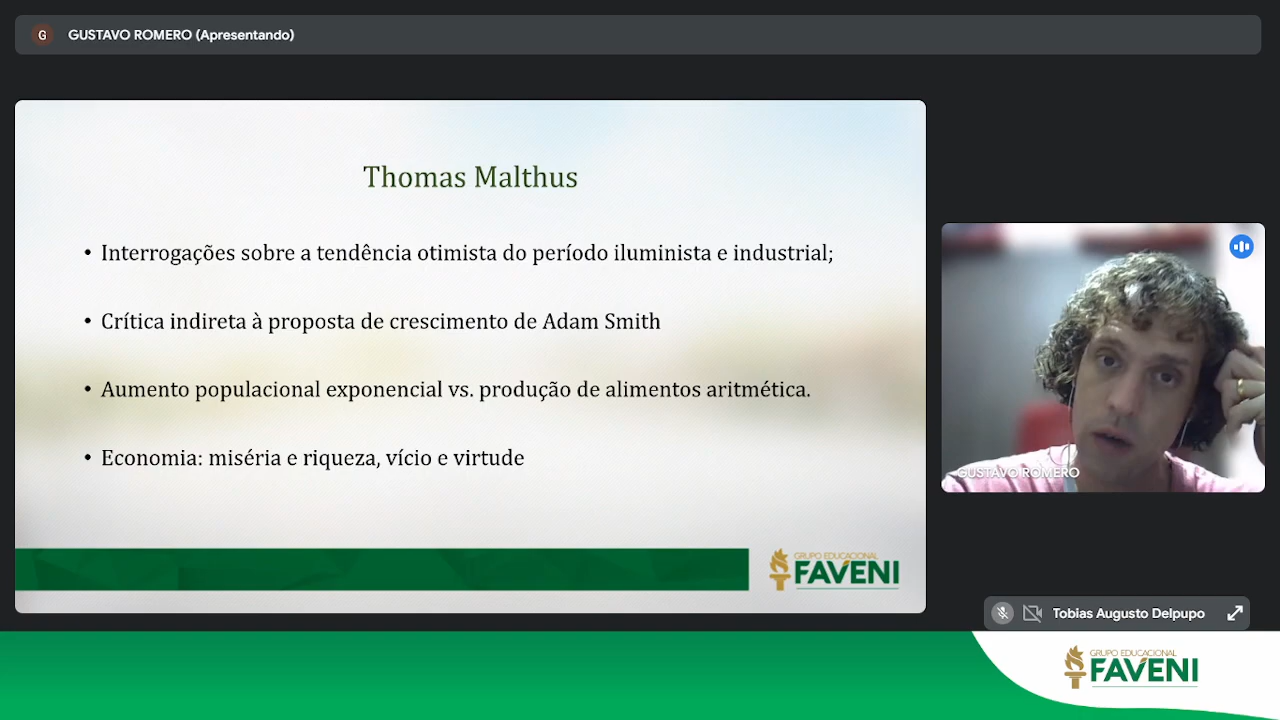 G GUSTAVO ROMERO (Apresentando)
Thomas Malthus
• Interrogações sobre a tendência otimista do período iluminista e industrial;
• Crítica indireta à proposta de crescimento de Adam Smith
• Aumento populacional exponencial vs. produção de alimentos aritmética.
• Economia: miséria e riqueza, vício e virtude
GRUPO EDUCACIONAL
FAVENI
GUSTAVO ROMERO
Tobias Augusto Delpupo
GRUPO EDUCACIONAL
FAVENI